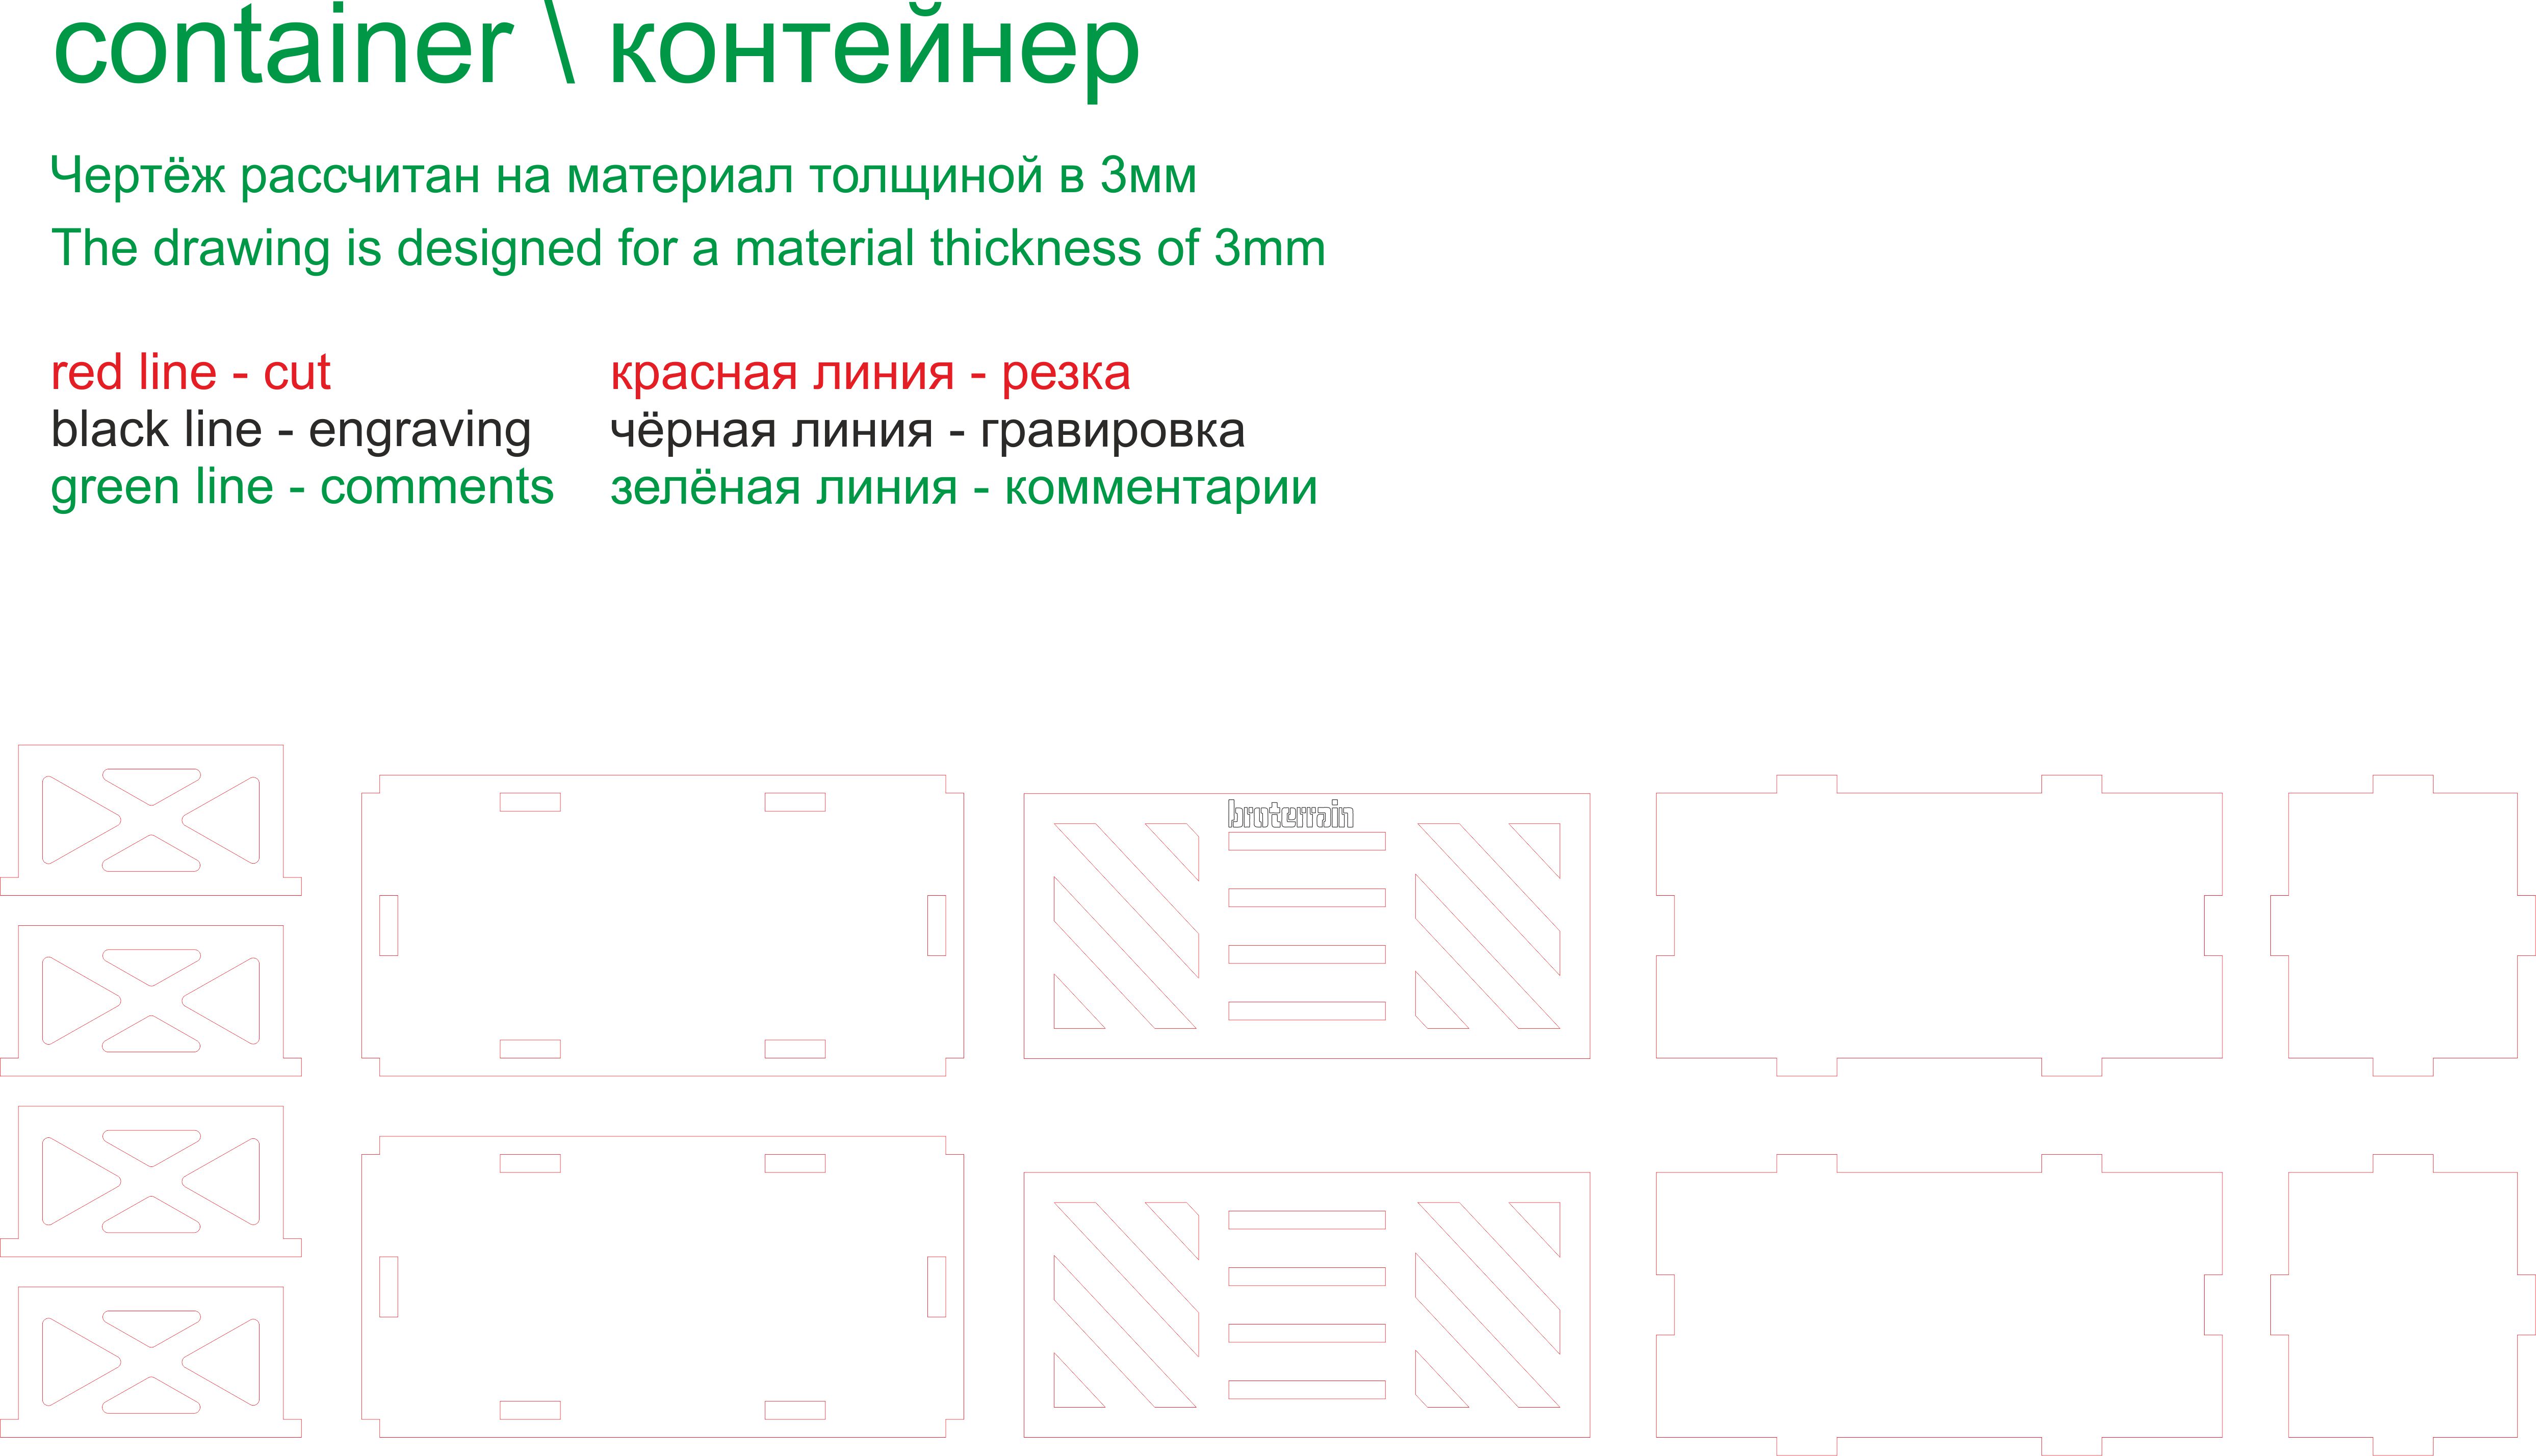 container \ контейнер
Чертёж рассчитан на материал толщиной в 3мм
The drawing is designed for a material thickness of 3mm
red line - cut красная линия - резка
black line - engraving чёрная линия - гравировка
green line - comments зелёная линия - комментарии
broterrain